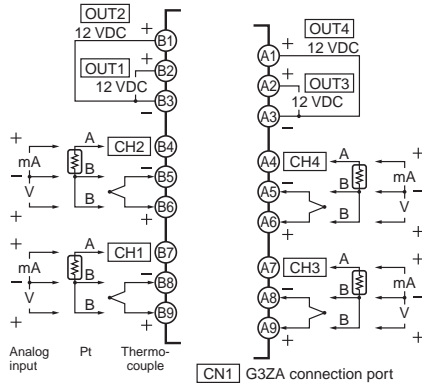 OUT2
12 VDC
+
B1
OUT1
+
B2
12 VDC
B3
−
B4
A
CH2
+
mA
−
B
−
B5
V
B
B6
+
+
B7
A
CH1
+
mA
−
B
−
B8
V
B
B9
+
+
Analog input
Pt
Thermo-couple
OUT4
+
12 VDC
A1
+
OUT3
A2
12 VDC
A3
−
A4
CH4
A
+
mA
A5
−
B
−
V
A6
B
+
+
A7
CH3
A
+
mA
A8
−
B
−
V
A9
B
+
+
CN1 G3ZA connection port